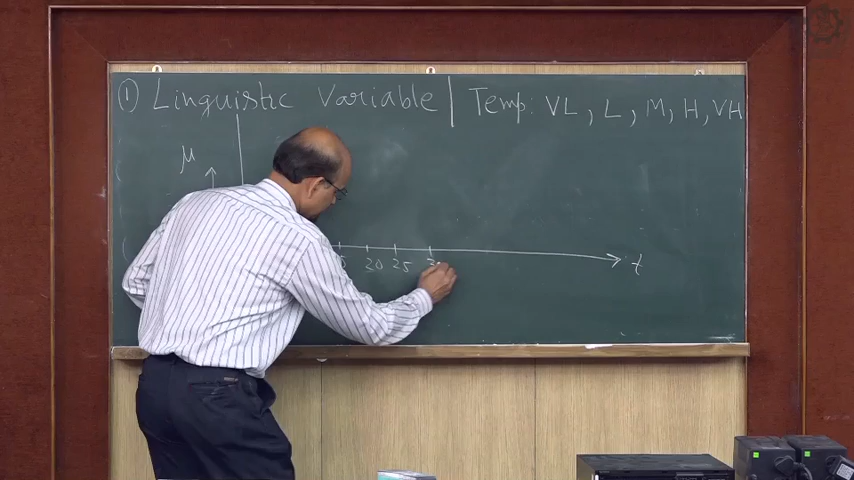 ① Linguistic Variable | Temp: VL, L, M, H, VH
μ
20 25
t